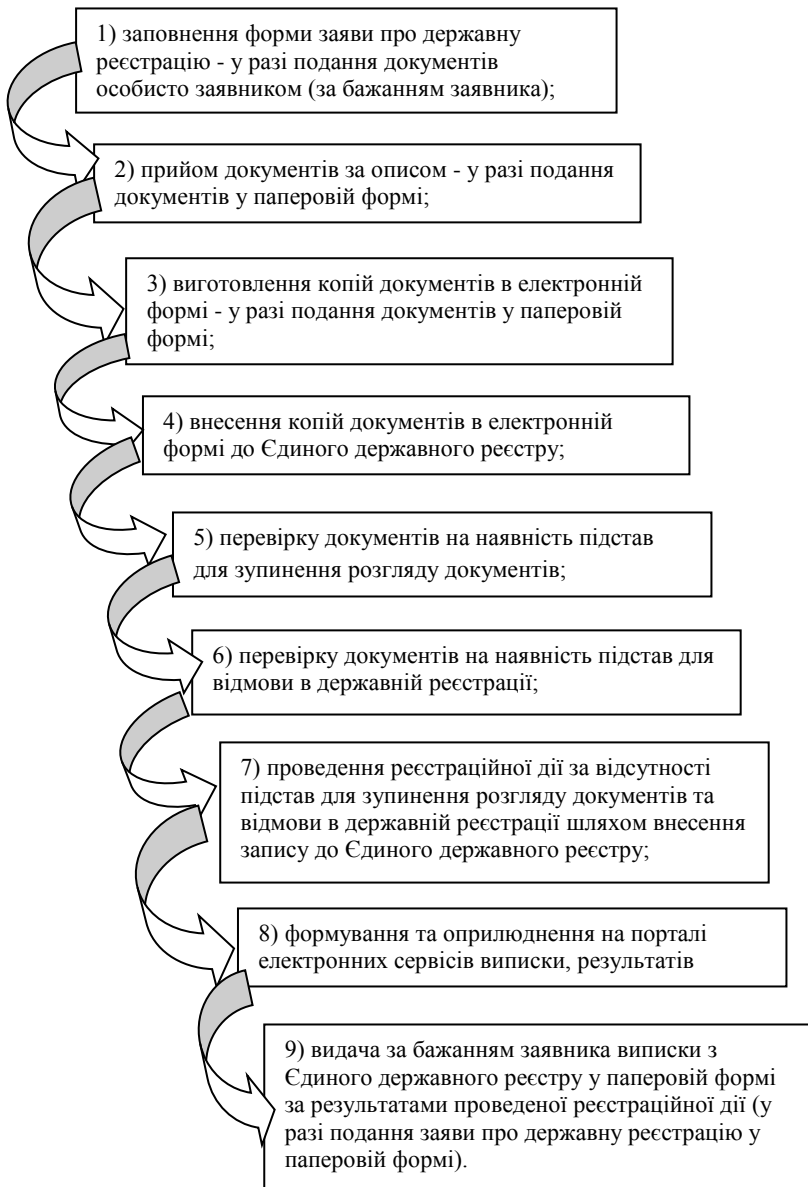 1) заповнення форми заяви про державну
реєстрацію - у разі подання документів
особисто заявником (за бажанням заявника);
2) прийом документів за описом - у разі подання
документів у паперовій формі;
3) виготовлення копій документів в електронній
формі - у разі подання документів у паперовій
формі;
4) внесення копій документів в електронній
формі до Єдиного державного реєстру;
5) перевірку документів на наявність підстав
для зупинення розгляду документів;
6) перевірку документів на наявність підстав для
відмови в державній реєстрації;
7) проведення реєстраційної дії за відсутності
підстав для зупинення розгляду документів та
відмови в державній реєстрації шляхом внесення
запису до Єдиного державного реєстру;
8) формування та оприлюднення на порталі
електронних сервісів виписки, результатів
9) видача за бажанням заявника виписки з
Єдиного державного реєстру у паперовій формі
за результатами проведеної реєстраційної дії (у
разі подання заяви про державну реєстрацію у
паперовій формі).